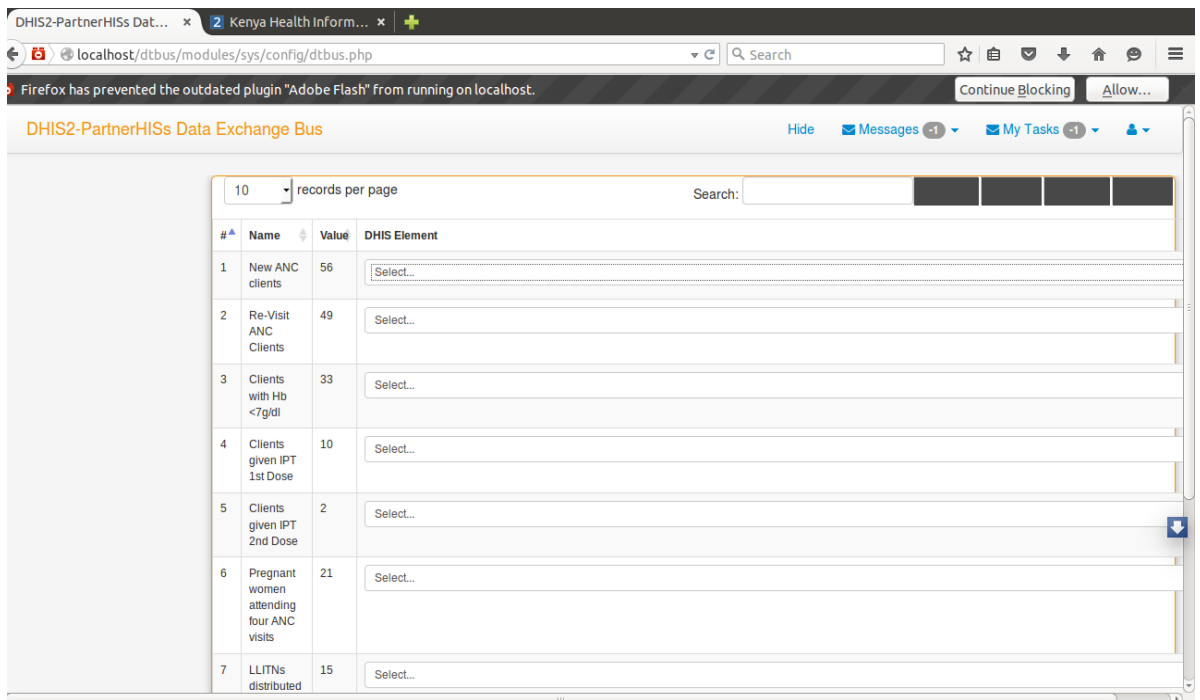 DHIS2-PartnerHISs Dat... × 2 Kenya Health Inform... ×
localhost/dtbus/modules/sys/config/dtbus.php Search
Firefox has prevented the outdated plugin "Adobe Flash" from running on localhost. Continue Blocking Allow...
DHIS2-PartnerHISs Data Exchange Bus Hide Messages -1 My Tasks -1
10 records per page Search:
# Name Value DHIS Element
1 New ANC 56 Select...
clients
2 Re-Visit 49 Select...
ANC
Clients
3 Clients 33 Select...
with Hb
<7g/dl
4 Clients 10 Select...
given IPT
1st Dose
5 Clients 2 Select...
given IPT
2nd Dose
6 Pregnant 21 Select...
women
attending
four ANC
visits
7 LLITNs 15 Select...
distributed